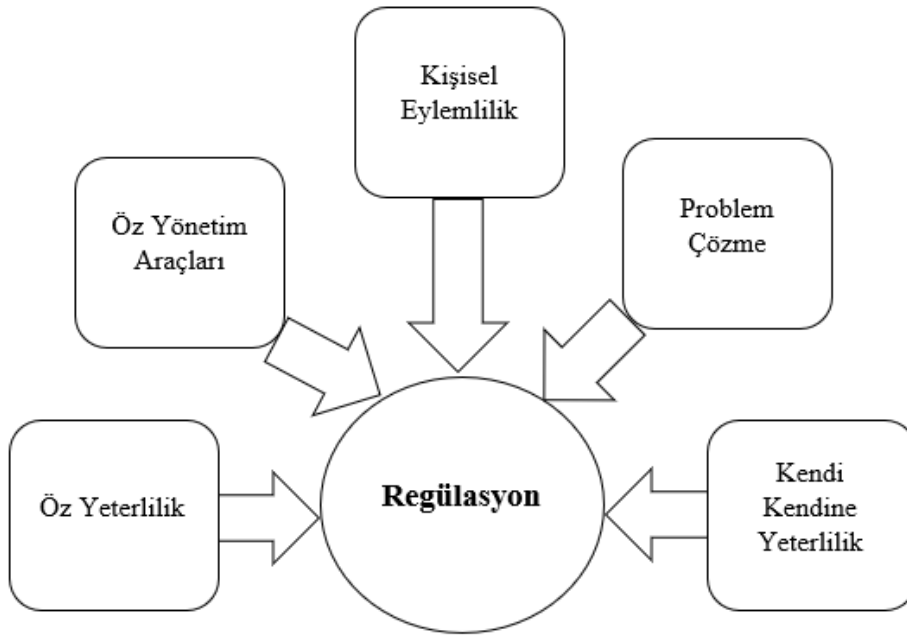 Kişisel
Eylemlilik
Öz Yönetim
Araçları
Problem
Çözme
Öz Yeterlilik
Regülasyon
Kendi
Kendine
Yeterlilik